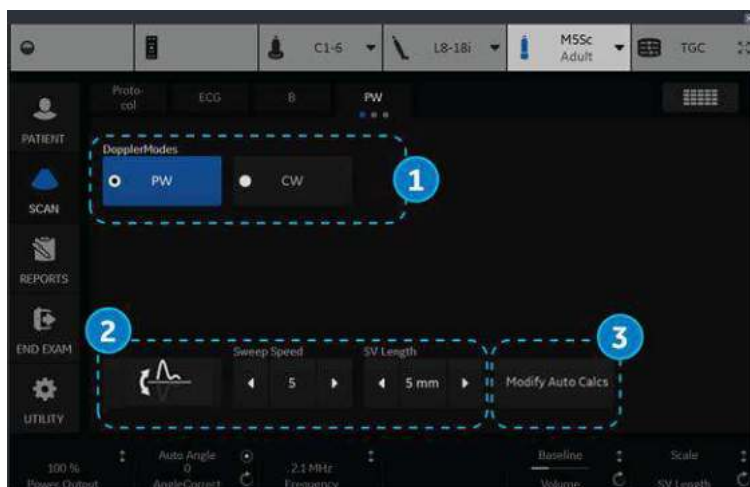 C1-6
L8-18i
M5Sc
Adult
TGC
Proto-
col
ECG
B
PW
PATIENT
DopplerModes
PW
CW
1
SCAN
REPORTS
END EXAM
2
3
Sweep Speed
SV Length
5
5 mm
Modify Auto Calcs
UTILITY
100 %
Power Output
Auto Angle
0
AngleCorrect
2.1 MHz
Frequency
Baseline
Volume
Scale
SV Length